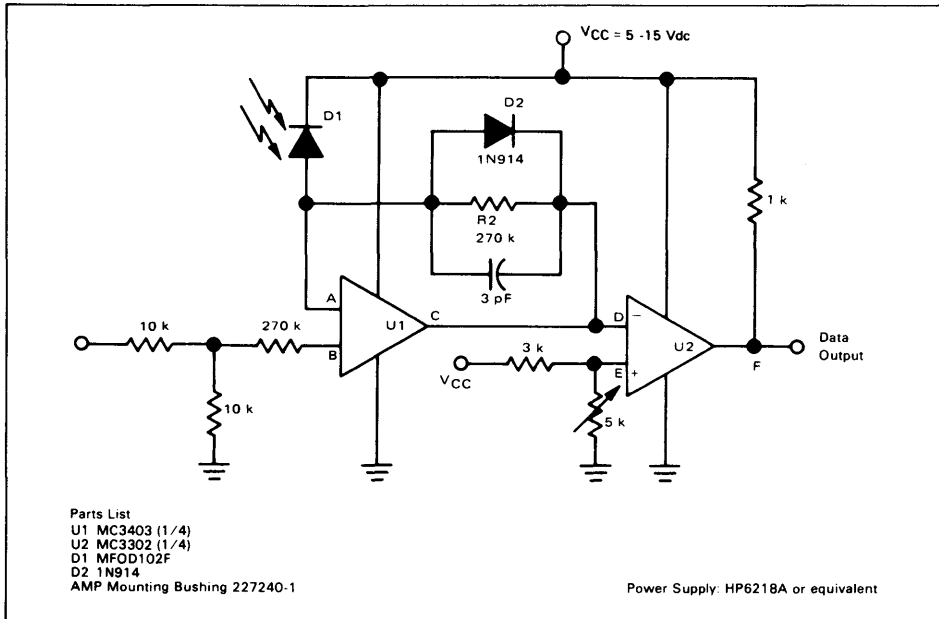 VCC = 5 -15 Vdc
D1
D2
1N914
R2
270 k
3 pF
1 k
A
U1
C
B
10 k
270 k
10 k
D −
U2
E +
F
Data
Output
VCC
3 k
5 k
Parts List
U1 MC3403 (1/4)
U2 MC3302 (1/4)
D1 MFOD102F
D2 1N914
AMP Mounting Bushing 227240-1
Power Supply: HP6218A or equivalent